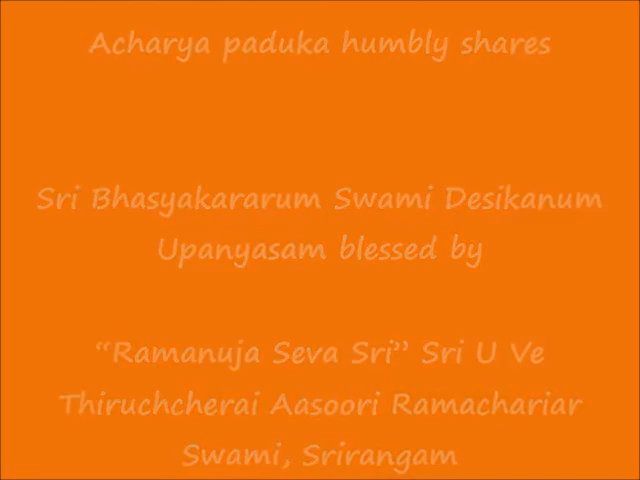 Acharya paduka humbly shares
Sri Bhasyakararum Swami Desikanum
Upanyasam blessed by
“Ramanuja Seva Sri” Sri U Ve
Thiruchcherai Aasoori Ramachariar
Swami, Srirangam